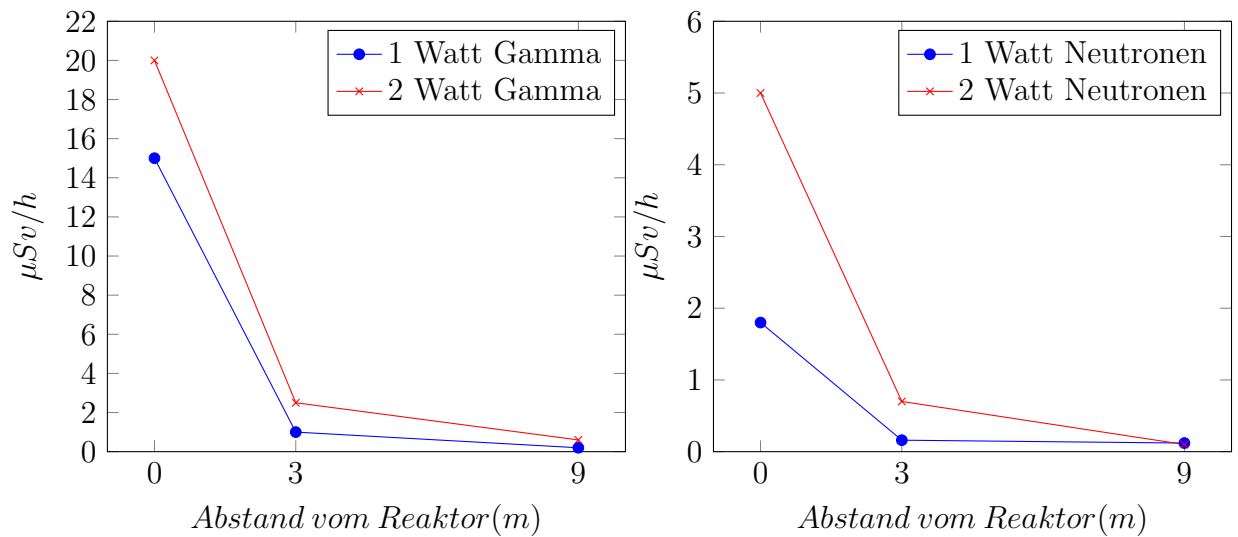 22
20
18
16
14
12
10
8
6
4
2
0
μSv/h
1 Watt Gamma
2 Watt Gamma
0 3 9
Abstand vom Reaktor(m)
6
5
4
3
2
1
0
μSv/h
1 Watt Neutronen
2 Watt Neutronen
0 3 9
Abstand vom Reaktor(m)